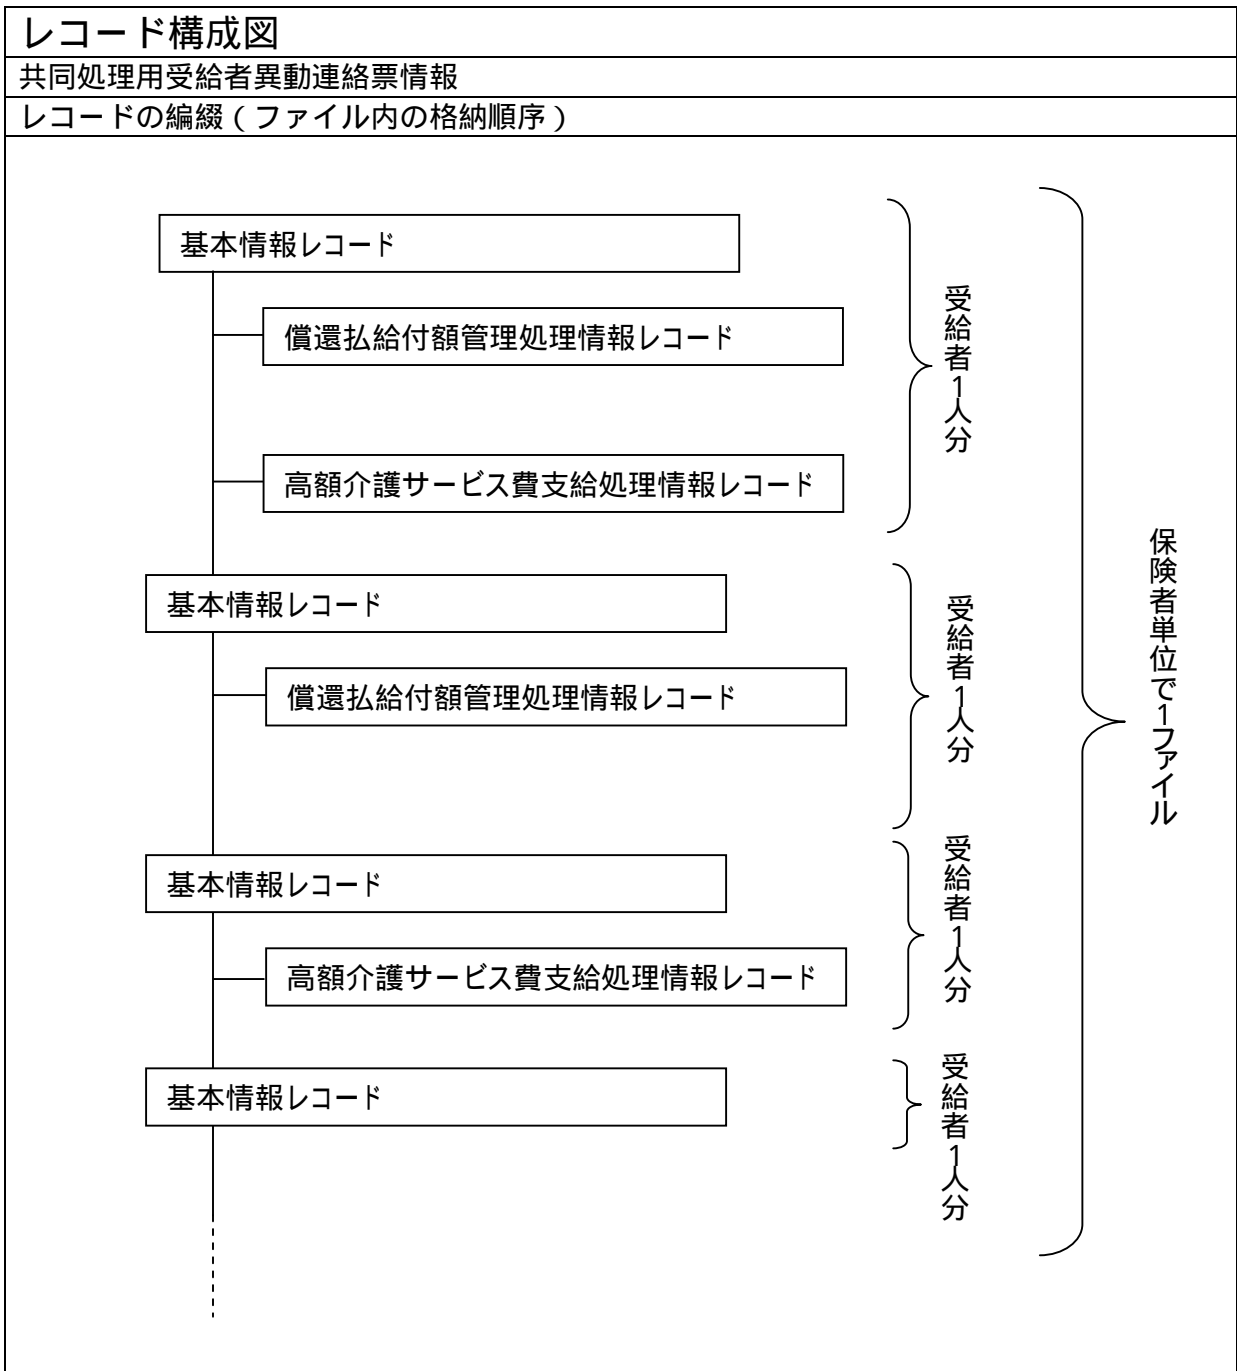 レコード構成図
共同処理用受給者異動連絡票情報
レコードの編綴(ファイル内の格納順序)
基本情報レコード
償還払給付額管理処理情報レコード
高額介護サービス費支給処理情報レコード
受給者1人分
基本情報レコード
償還払給付額管理処理情報レコード
受給者1人分
基本情報レコード
高額介護サービス費支給処理情報レコード
受給者1人分
基本情報レコード
受給者1人分
保険者単位で1ファイル